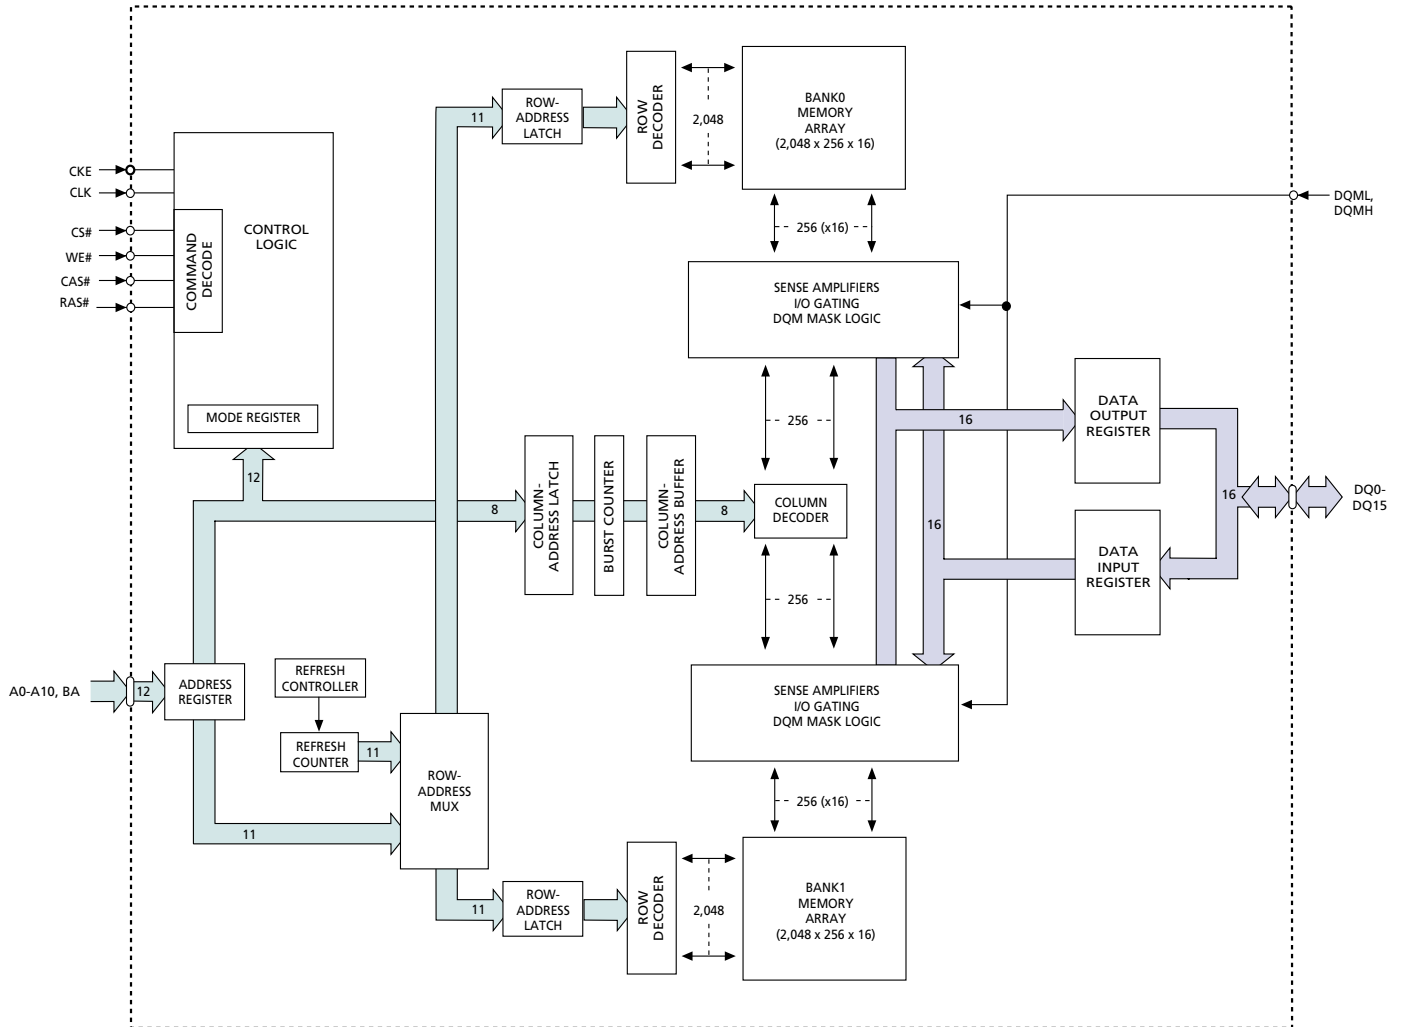 ROW-
ADDRESS
LATCH
11
ROW
DECODER
2,048
BANK0
MEMORY
ARRAY
(2,048 x 256 x 16)
CKE
CLK
CS#
WE#
CAS#
RAS#
CONTROL
LOGIC
COMMAND
DECODE
MODE REGISTER
DQML,
DQMH
256 (x16)
SENSE AMPLIFIERS
I/O GATING
DQM MASK LOGIC
256
16
DATA
OUTPUT
REGISTER
12
8
COLUMN-
ADDRESS LATCH
BURST COUNTER
COLUMN-
ADDRESS BUFFER
8
COLUMN
DECODER
16
16
DQ0-
DQ15
DATA
INPUT
REGISTER
256
A0-A10, BA
12
ADDRESS
REGISTER
REFRESH
CONTROLLER
REFRESH
COUNTER
11
ROW-
ADDRESS
MUX
11
SENSE AMPLIFIERS
I/O GATING
DQM MASK LOGIC
256 (x16)
11
ROW-
ADDRESS
LATCH
ROW
DECODER
2,048
BANK1
MEMORY
ARRAY
(2,048 x 256 x 16)